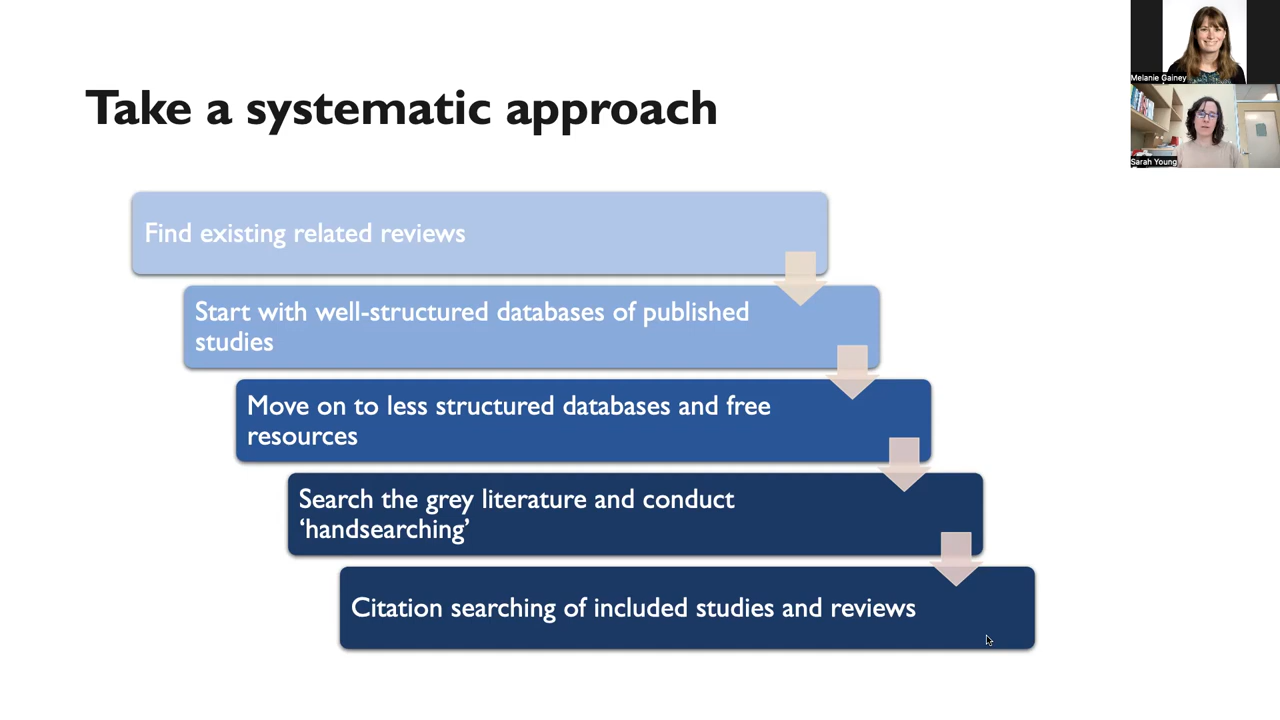 Take a systematic approach
Melanie Gainey
Sarah Young
Find existing related reviews
Start with well-structured databases of published
studies
Move on to less structured databases and free
resources
Search the grey literature and conduct
‘handsearching’
Citation searching of included studies and reviews